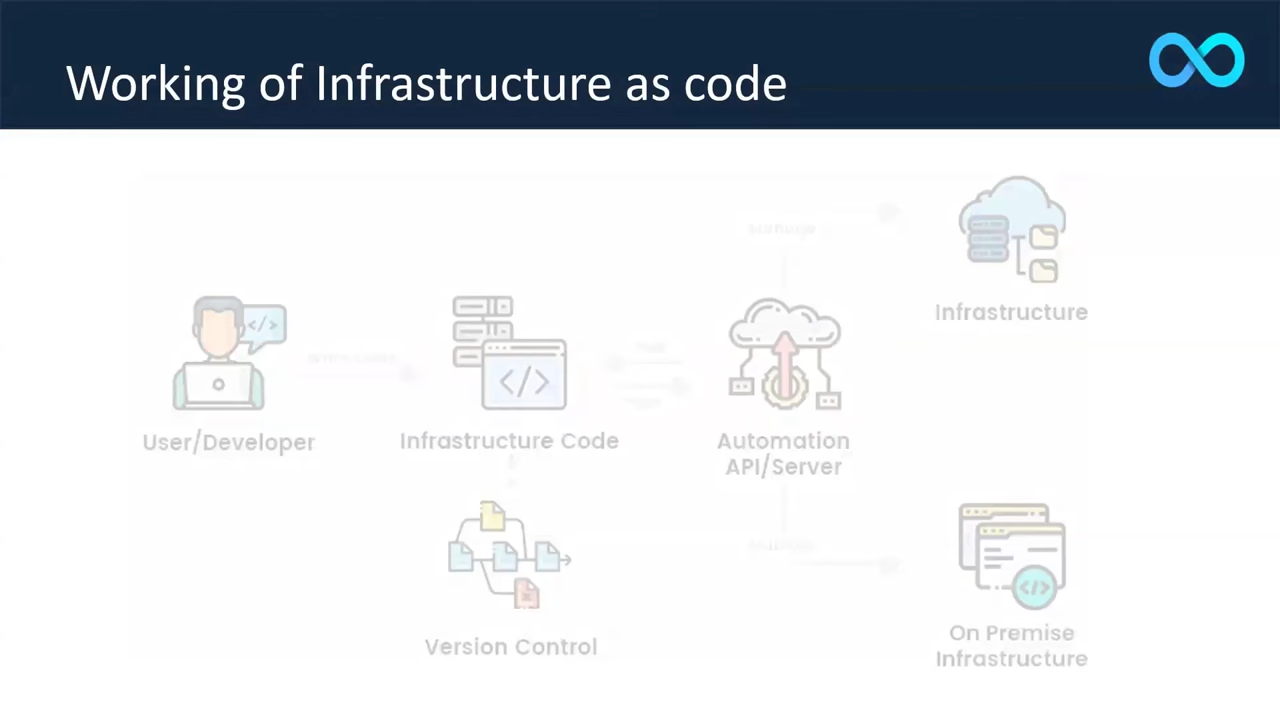 Working of Infrastructure as code
Infrastructure
User/Developer
Infrastructure Code
Automation
API/Server
Version Control
On Premise
Infrastructure